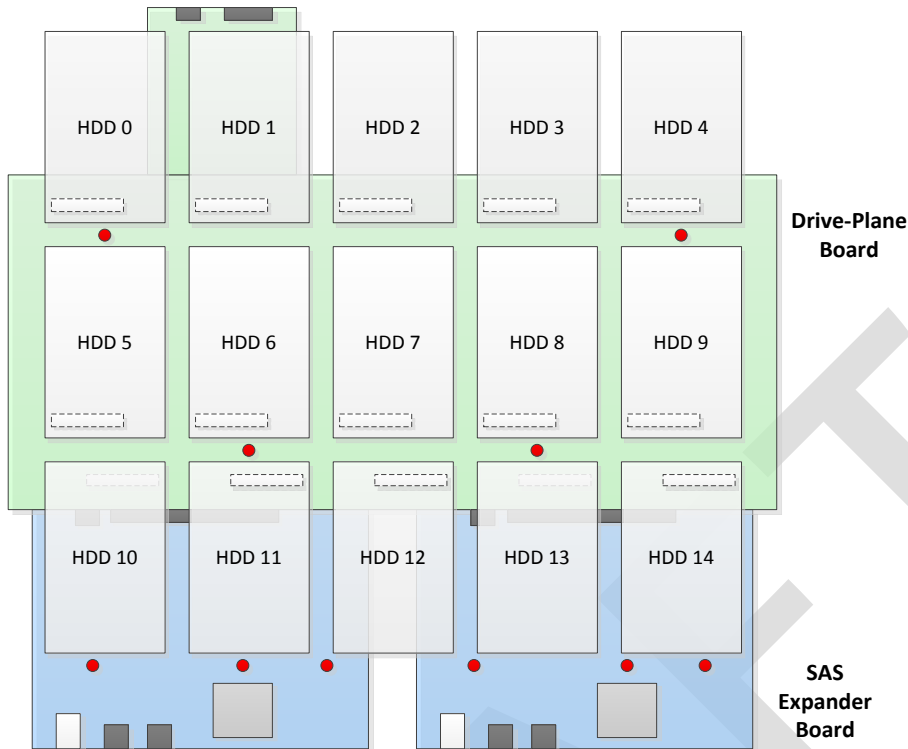 HDD 0
HDD 1
HDD 2
HDD 3
HDD 4
Drive-Plane
Board
HDD 5
HDD 6
HDD 7
HDD 8
HDD 9
HDD 10
HDD 11
HDD 12
HDD 13
HDD 14
SAS
Expander
Board